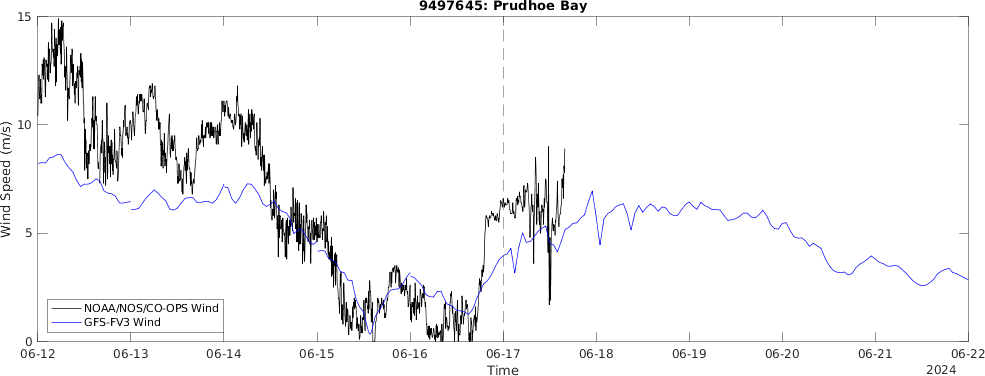 9497645: Prudhoe Bay
15
10
5
0
Wind Speed (m/s)
NOAA/NOS/CO-OPS Wind
GFS-FV3 Wind
06-12 06-13 06-14 06-15 06-16 06-17 06-18 06-19 06-20 06-21 06-22
Time
2024